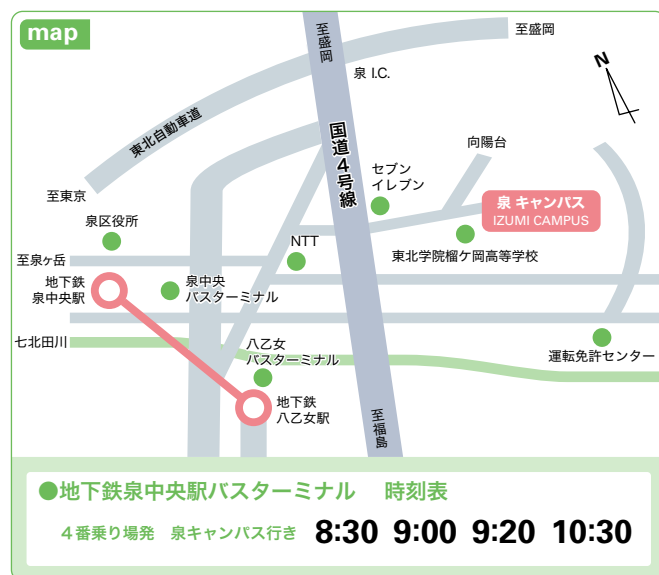 map
至盛岡
至盛岡
泉 I.C.
N
東北自動車道
国道4号線
向陽台
セブン
イレブン
至東京
泉 キャンパス
IZUMI CAMPUS
泉区役所
NTT
東北学院榴ケ岡高等学校
至泉ヶ岳
地下鉄
泉中央駅
泉中央
バスターミナル
七北田川
八乙女
バスターミナル
運転免許センター
地下鉄
八乙女駅
至福島
●地下鉄泉中央駅バスターミナル　時刻表
4番乗り場発　泉キャンパス行き 8:30 9:00 9:20 10:30